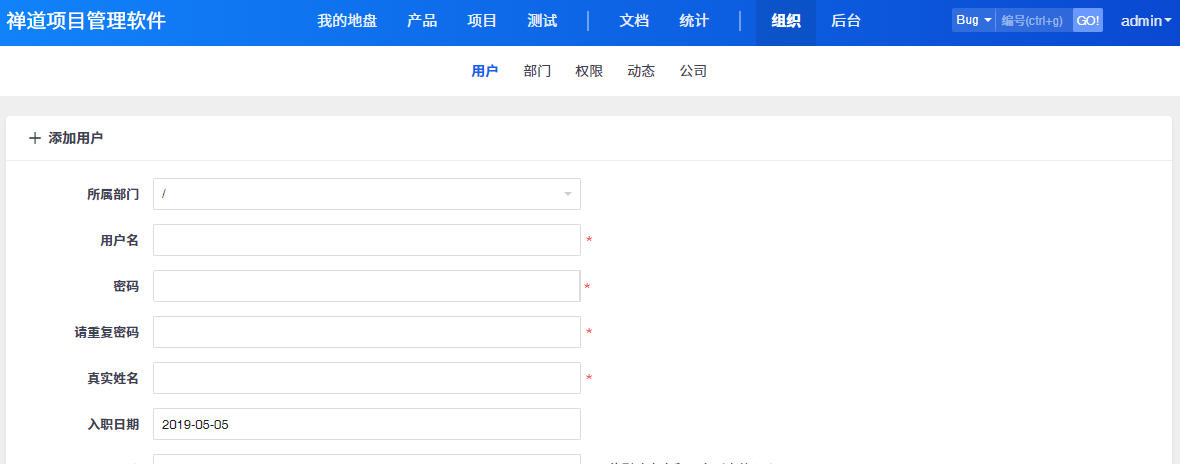 禅道项目管理软件 我的地盘 产品 项目 测试 文档 统计 组织 后台 Bug 编号(ctrl+g) GO! admin
用户 部门 权限 动态 公司
添加用户
所属部门 /
用户名 *
密码 *
请重复密码 *
真实姓名 *
入职日期 2019-05-05